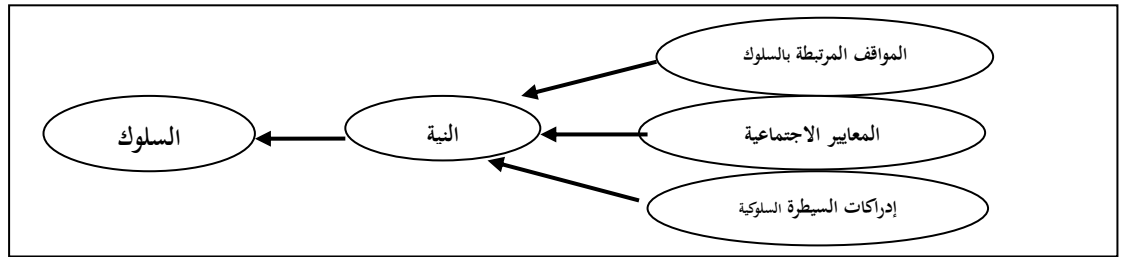 المواقف المرتبطة بالسلوك
المعايير الاجتماعية
إدراكات السيطرة السلوكية
النية
السلوك